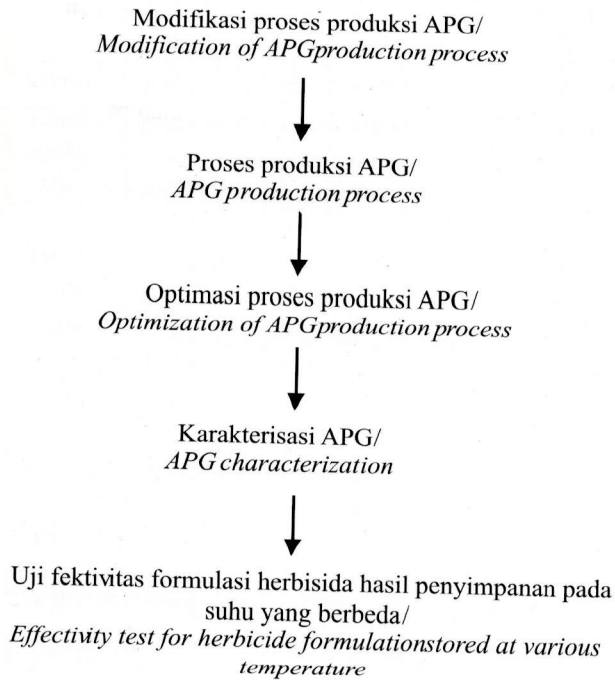 Modifikasi proses produksi APG/
Modification of APGproduction process
Proses produksi APG/
APG production process
Optimasi proses produksi APG/
Optimization of APGproduction process
Karakterisasi APG/
APG characterization
Uji fektivitas formulasi herbisida hasil penyimpanan pada
suhu yang berbeda/
Effectivity test for herbicide formulationstored at various
temperature